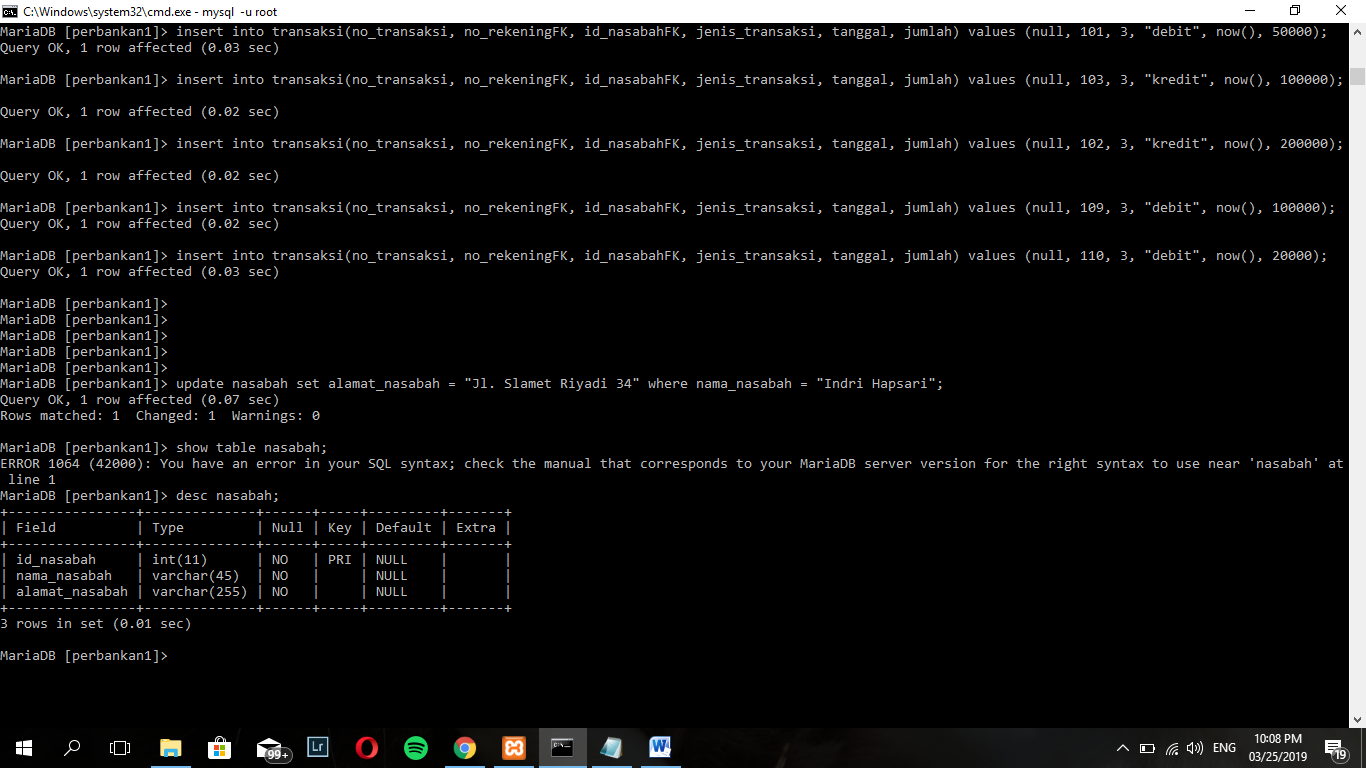 C:\Windows\system32\cmd.exe - mysql  -u root
MariaDB [perbankan1]> insert into transaksi(no_transaksi, no_rekeningFK, id_nasabahFK, jenis_transaksi, tanggal, jumlah) values (null, 101, 3, "debit", now(), 50000);
Query OK, 1 row affected (0.03 sec)
MariaDB [perbankan1]> insert into transaksi(no_transaksi, no_rekeningFK, id_nasabahFK, jenis_transaksi, tanggal, jumlah) values (null, 103, 3, "kredit", now(), 100000);
Query OK, 1 row affected (0.02 sec)
MariaDB [perbankan1]> insert into transaksi(no_transaksi, no_rekeningFK, id_nasabahFK, jenis_transaksi, tanggal, jumlah) values (null, 102, 3, "kredit", now(), 200000);
Query OK, 1 row affected (0.02 sec)
MariaDB [perbankan1]> insert into transaksi(no_transaksi, no_rekeningFK, id_nasabahFK, jenis_transaksi, tanggal, jumlah) values (null, 109, 3, "debit", now(), 100000);
Query OK, 1 row affected (0.02 sec)
MariaDB [perbankan1]> insert into transaksi(no_transaksi, no_rekeningFK, id_nasabahFK, jenis_transaksi, tanggal, jumlah) values (null, 110, 3, "debit", now(), 20000);
Query OK, 1 row affected (0.03 sec)
MariaDB [perbankan1]>
MariaDB [perbankan1]>
MariaDB [perbankan1]>
MariaDB [perbankan1]>
MariaDB [perbankan1]>
MariaDB [perbankan1]> update nasabah set alamat_nasabah = "Jl. Slamet Riyadi 34" where nama_nasabah = "Indri Hapsari";
Query OK, 1 row affected (0.07 sec)
Rows matched: 1  Changed: 1  Warnings: 0
MariaDB [perbankan1]> show table nasabah;
ERROR 1064 (42000): You have an error in your SQL syntax; check the manual that corresponds to your MariaDB server version for the right syntax to use near 'nasabah' at
 line 1
MariaDB [perbankan1]> desc nasabah;
+----------------+--------------+------+-----+---------+-------+
| Field          | Type         | Null | Key | Default | Extra |
+----------------+--------------+------+-----+---------+-------+
| id_nasabah     | int(11)      | NO   | PRI | NULL    |       |
| nama_nasabah   | varchar(45)  | NO   |     | NULL    |       |
| alamat_nasabah | varchar(255) | NO   |     | NULL    |       |
+----------------+--------------+------+-----+---------+-------+
3 rows in set (0.01 sec)
MariaDB [perbankan1]>
99+
Lr
W
ENG
10:08 PM
03/25/2019
19